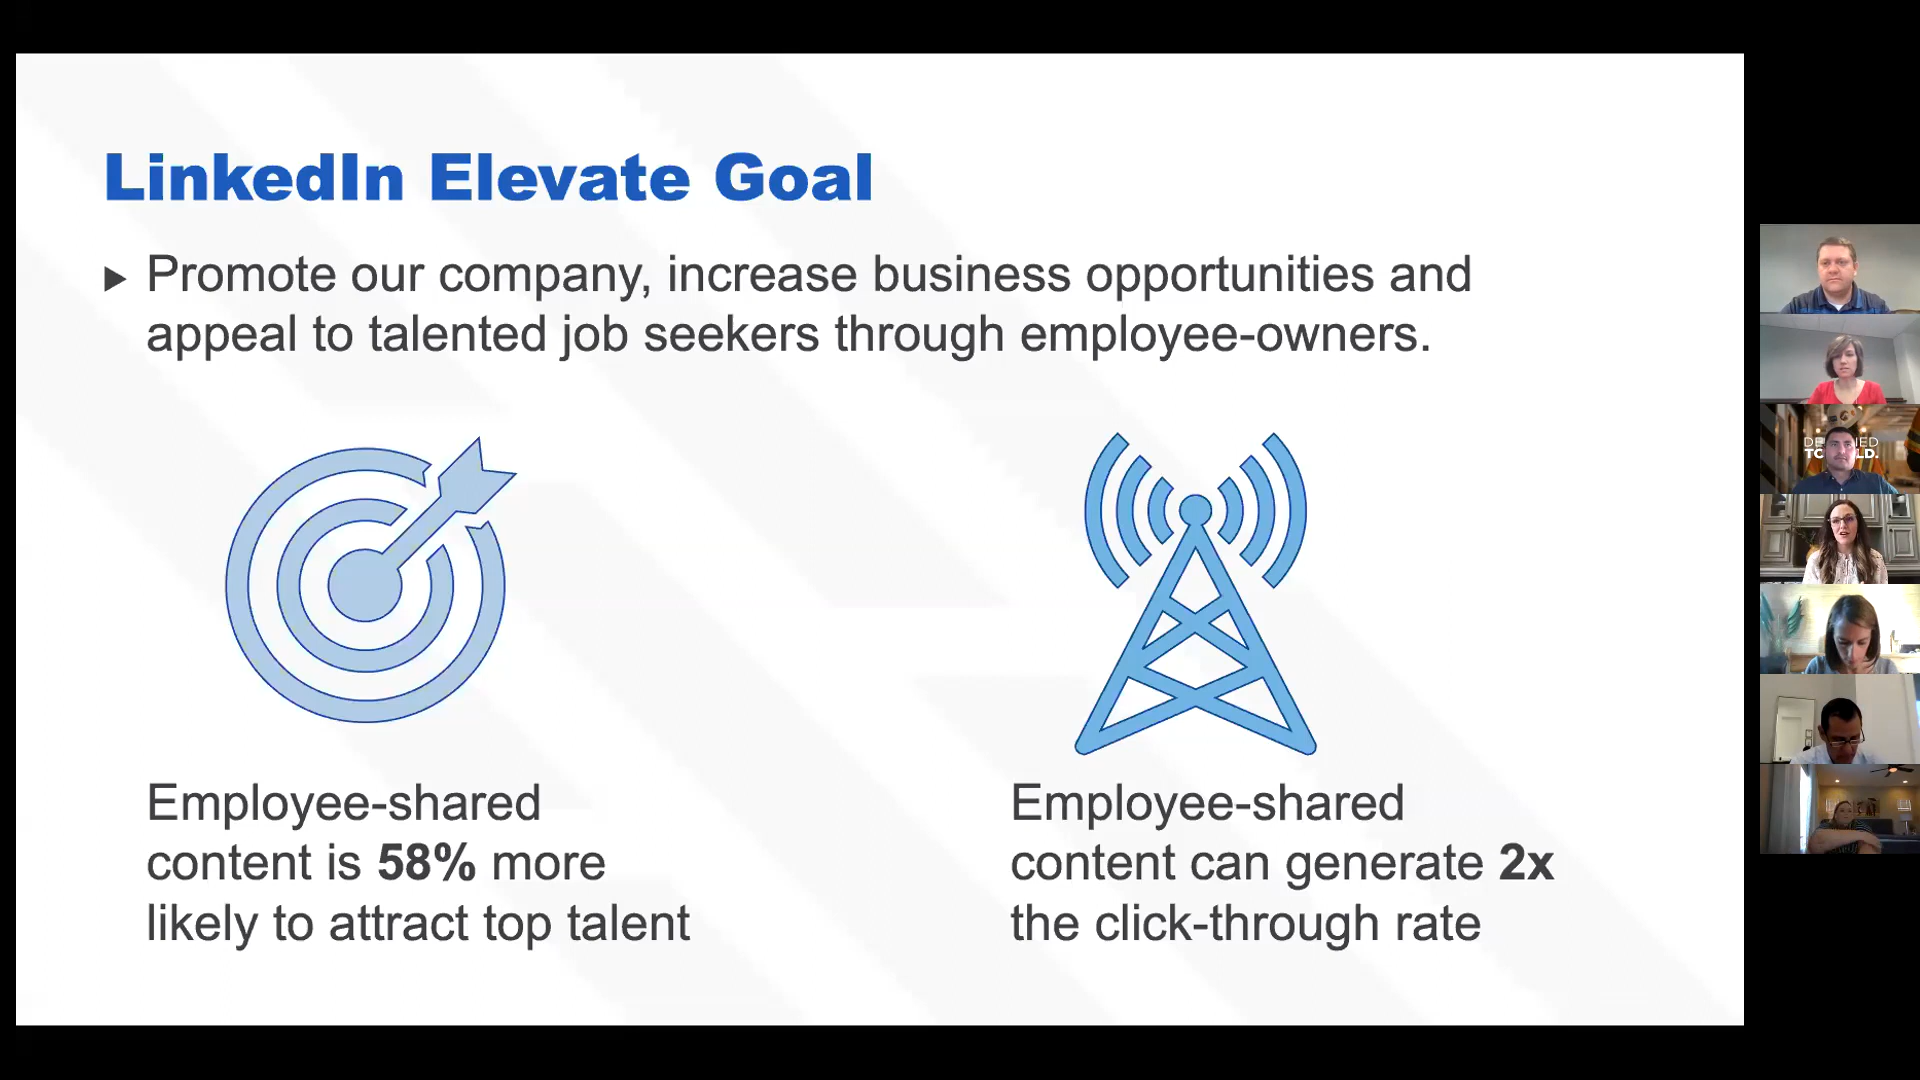 LinkedIn Elevate Goal
Promote our company, increase business opportunities and
appeal to talented job seekers through employee-owners.
Employee-shared
content is 58% more
likely to attract top talent
Employee-shared
content can generate 2x
the click-through rate